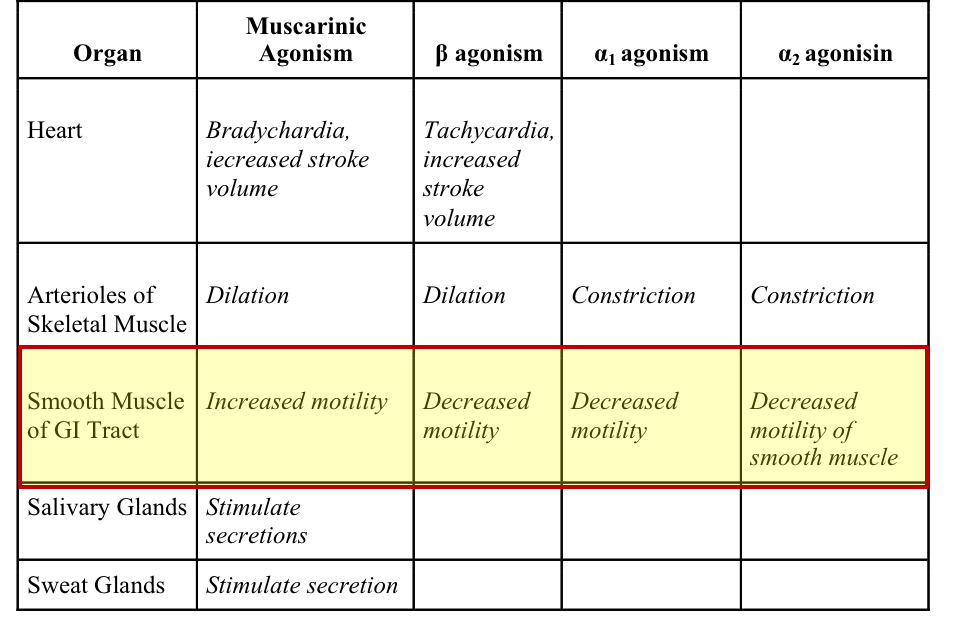 Organ
Muscarinic
Agonism
β agonism
α₁ agonism
α₂ agonisin
Heart
Bradychardia,
iecreased stroke
volume
Tachycardia,
increased
stroke
volume
Arterioles of
Skeletal Muscle
Dilation
Dilation
Constriction
Constriction
Smooth Muscle
of GI Tract
Increased motility
Decreased
motility
Decreased
motility
Decreased
motility of
smooth muscle
Salivary Glands
Stimulate
secretions
Sweat Glands
Stimulate secretion